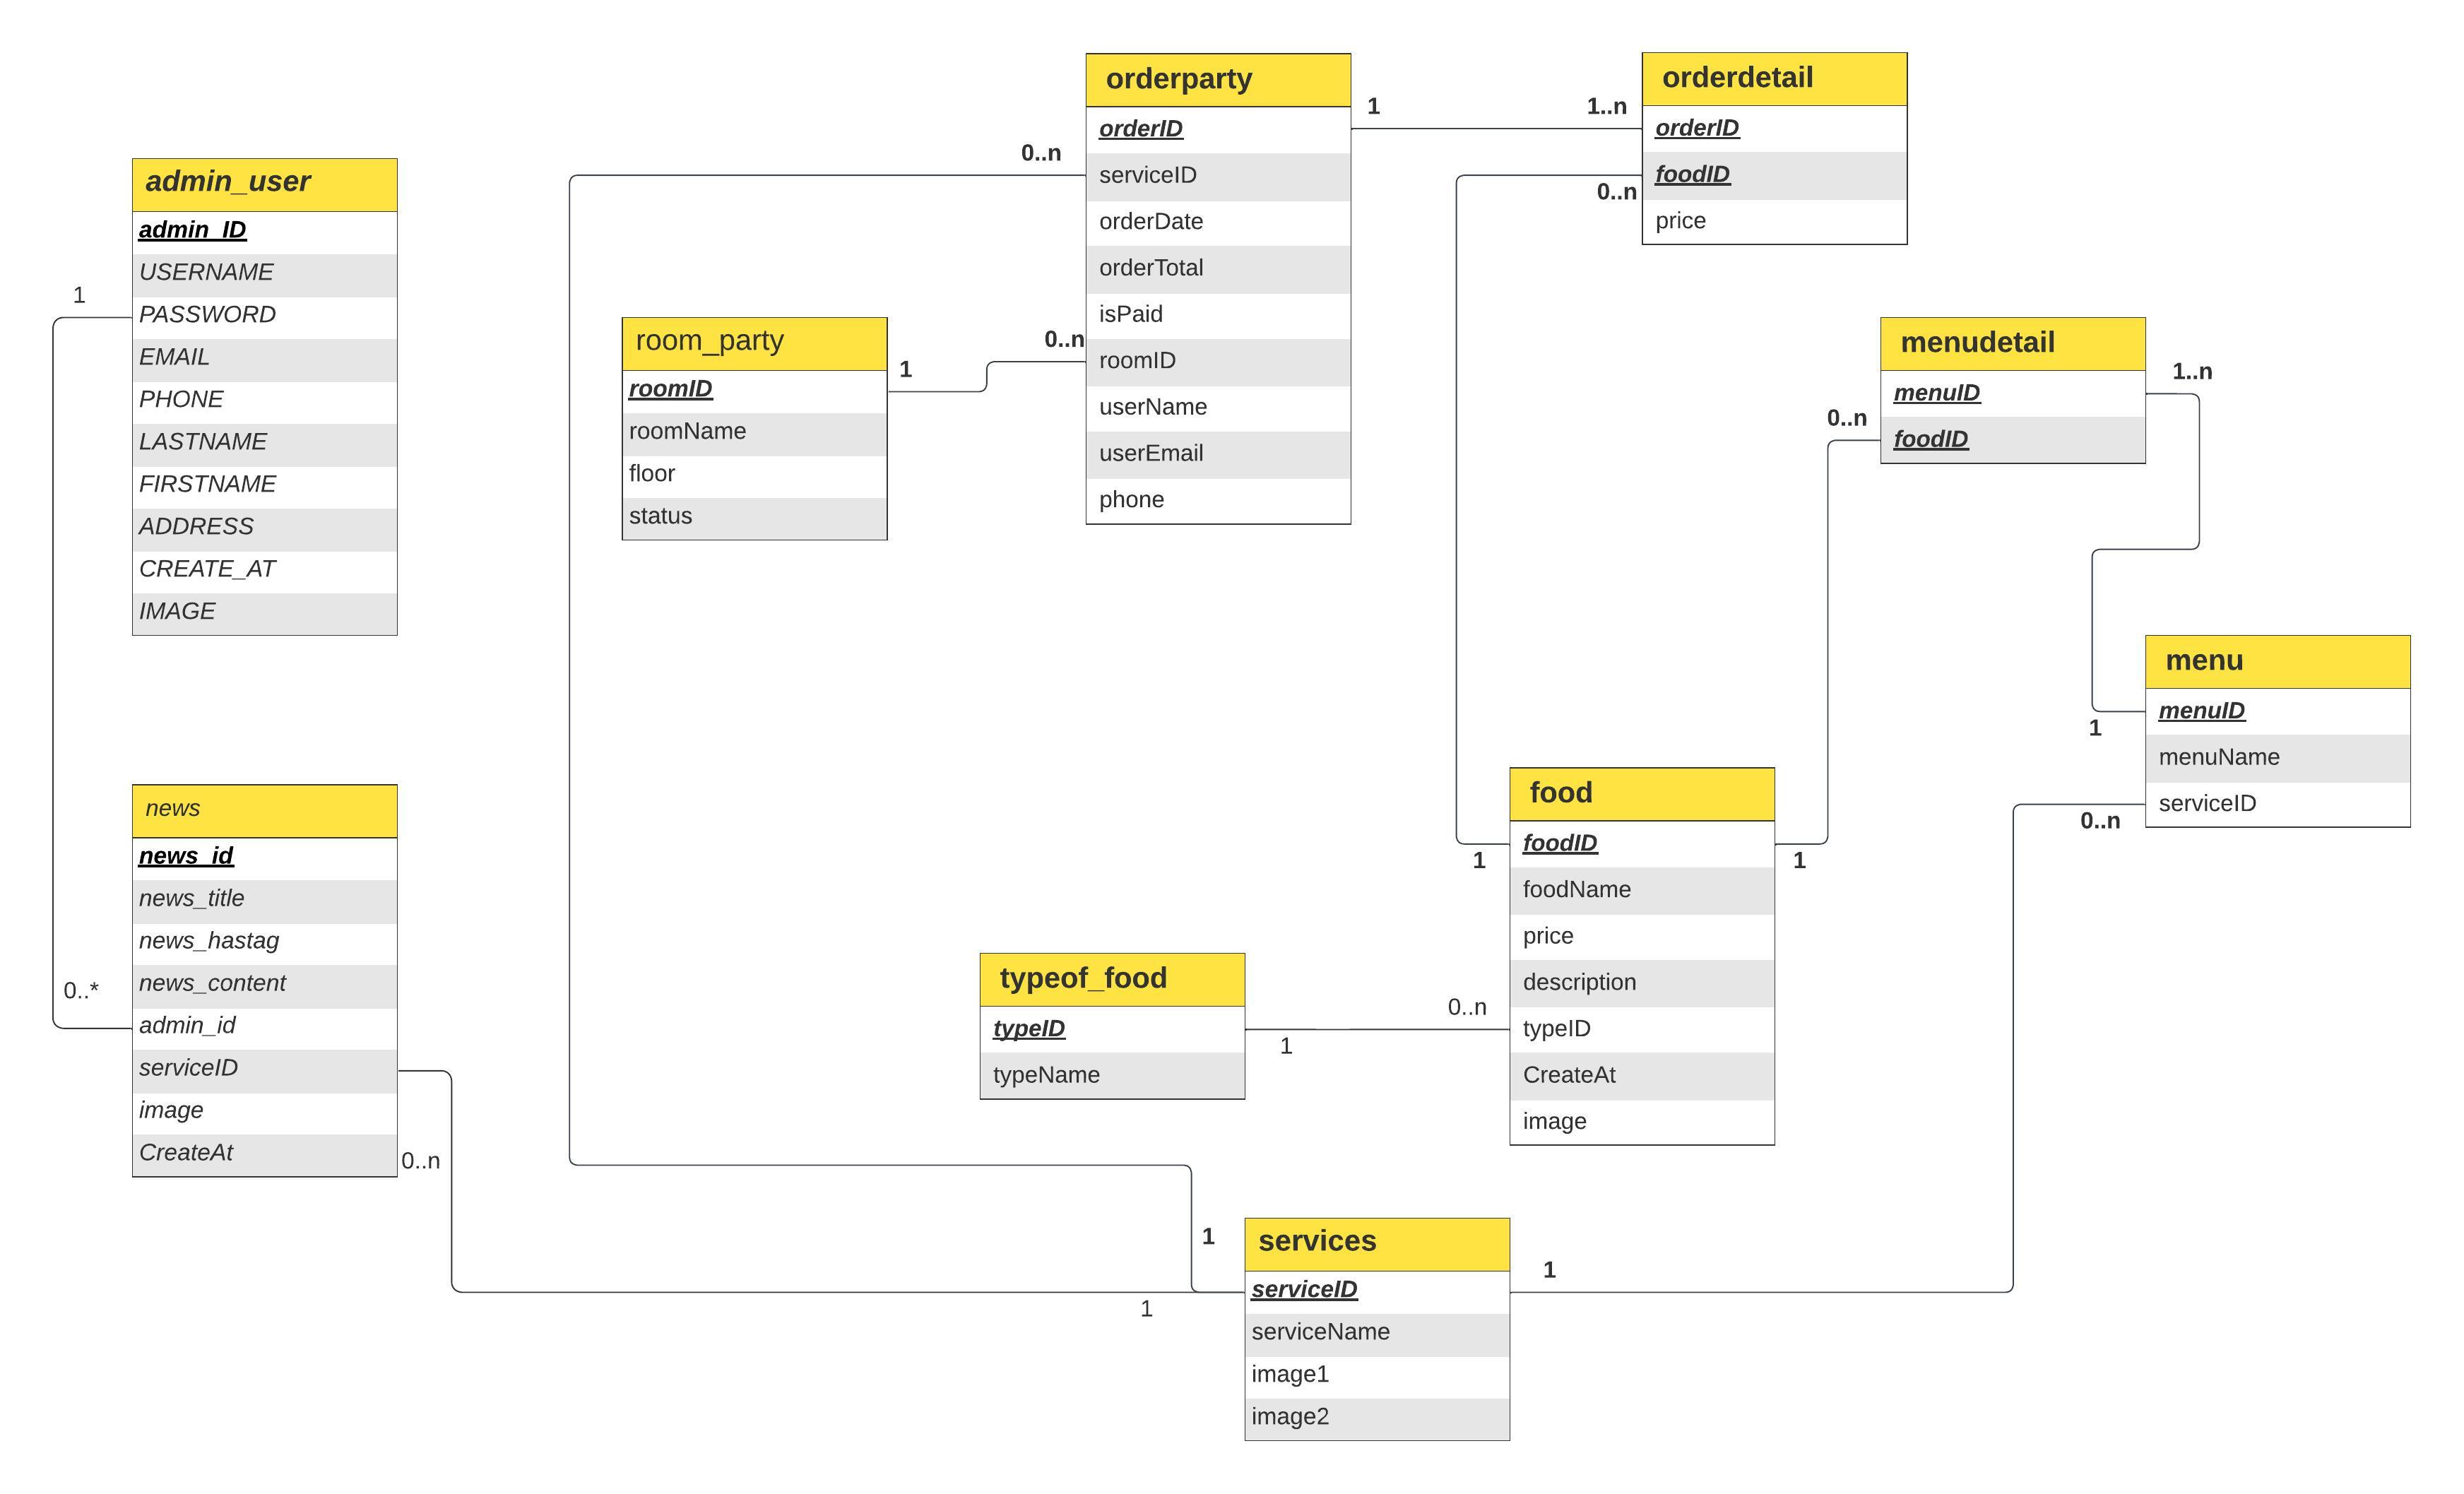 admin_user
admin_ID
USERNAME
PASSWORD
EMAIL
PHONE
LASTNAME
FIRSTNAME
ADDRESS
CREATE_AT
IMAGE
1
0..*
news
news_id
news_title
news_hastag
news_content
admin_id
serviceID
image
CreateAt
0..n
1
room_party
roomID
roomName
floor
status
1
0..n
0..n
orderparty
orderID
serviceID
orderDate
orderTotal
isPaid
roomID
userName
userEmail
phone
1
1..n
orderdetail
orderID
foodID
price
0..n
1
menudetail
menuID
foodID
1..n
0..n
1
menu
menuID
menuName
serviceID
1
0..n
food
foodID
foodName
price
description
typeID
CreateAt
image
typeof_food
typeID
typeName
1
0..n
services
serviceID
serviceName
image1
image2
1
1